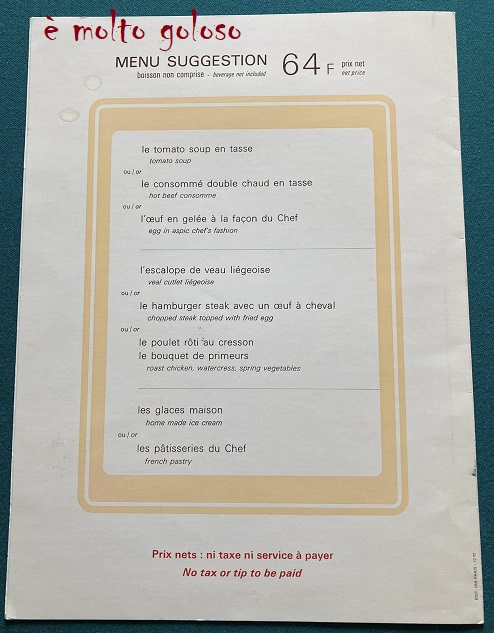 è molto goloso
MENU SUGGESTION 64 F prix net
boisson non comprise - beverage not included net price
le tomato soup en tasse
tomato soup
ou / or
le consommé double chaud en tasse
hot beef consomme
ou / or
l'œuf en gelée à la façon du Chef
egg in aspic chef's fashion
l'escalope de veau liégeoise
veal cutlet liégeoise
ou / or
le hamburger steak avec un œuf à cheval
chopped steak topped with fried egg
ou / or
le poulet rôti au cresson
le bouquet de primeurs
roast chicken, watercress, spring vegetables
les glaces maison
home made ice cream
ou / or
les pâtisseries du Chef
french pastry
Prix nets : ni taxe ni service à payer
No tax or tip to be paid